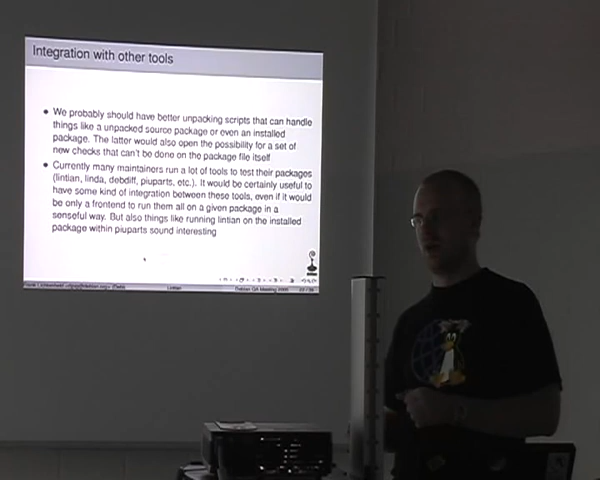 Integration with other tools
• We probably should have better unpacking scripts that can handle
things like a unpacked source package or even an installed
package. The latter would also open the possibility for a set of
new checks that can't be done on the package file itself
• Currently many maintainers run a lot of tools to test their packages
(lintian, linda, debdiff, piuparts, etc.). It would be certainly useful to
have some kind of integration between these tools, even if it would
be only a frontend to run them all on a given package in a
senseful way. But also things like running lintian on the installed
package within piuparts sound interesting
Lintian
Debian QA Meeting 2005